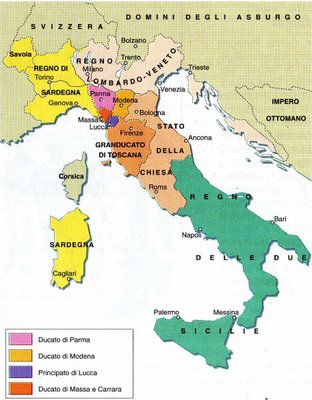 SVIZZERA
DOMINI DEGLI ASBURGO
Bolzano
Savoia
REGNO
Trento
Trieste
REGNO DI
Milano
LOMBARDO-VENETO
Torino
Venezia
SARDEGNA
Parma
Modena
IMPERO
OTTOMANO
Genova
Bologna
Massa
Lucca
Firenze
STATO
Ancona
GRANDUCATO
DI TOSCANA
DELLA
Corsica
CHIESA
Roma
REGNO
Bari
Napoli
SARDEGNA
DELLE DUE
Cagliari
Palermo
Messina
SICILIE
Ducato di Parma
Ducato di Modena
Principato di Lucca
Ducato di Massa e Carrara